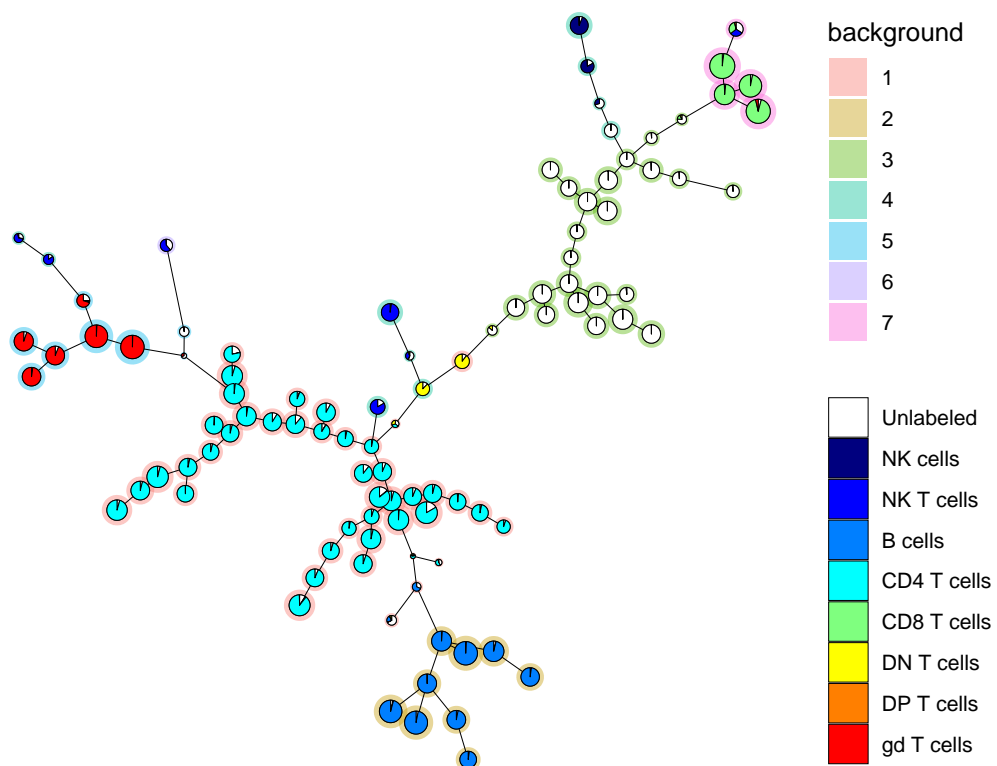 background
1
2
3
4
5
6
7
Unlabeled
NK cells
NK T cells
B cells
CD4 T cells
CD8 T cells
DN T cells
DP T cells
gd T cells